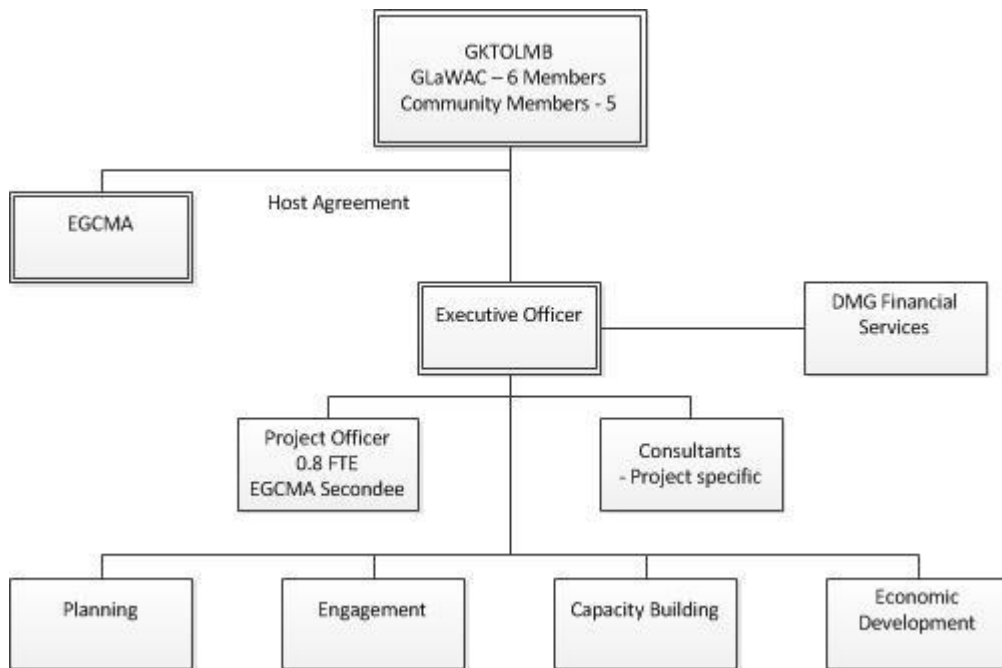 GKTOLMB
GLaWAC – 6 Members
Community Members - 5
EGCMA
Host Agreement
Executive Officer
DMG Financial
Services
Project Officer
0.8 FTE
EGCMA Secondee
Consultants
- Project specific
Planning
Engagement
Capacity Building
Economic
Development